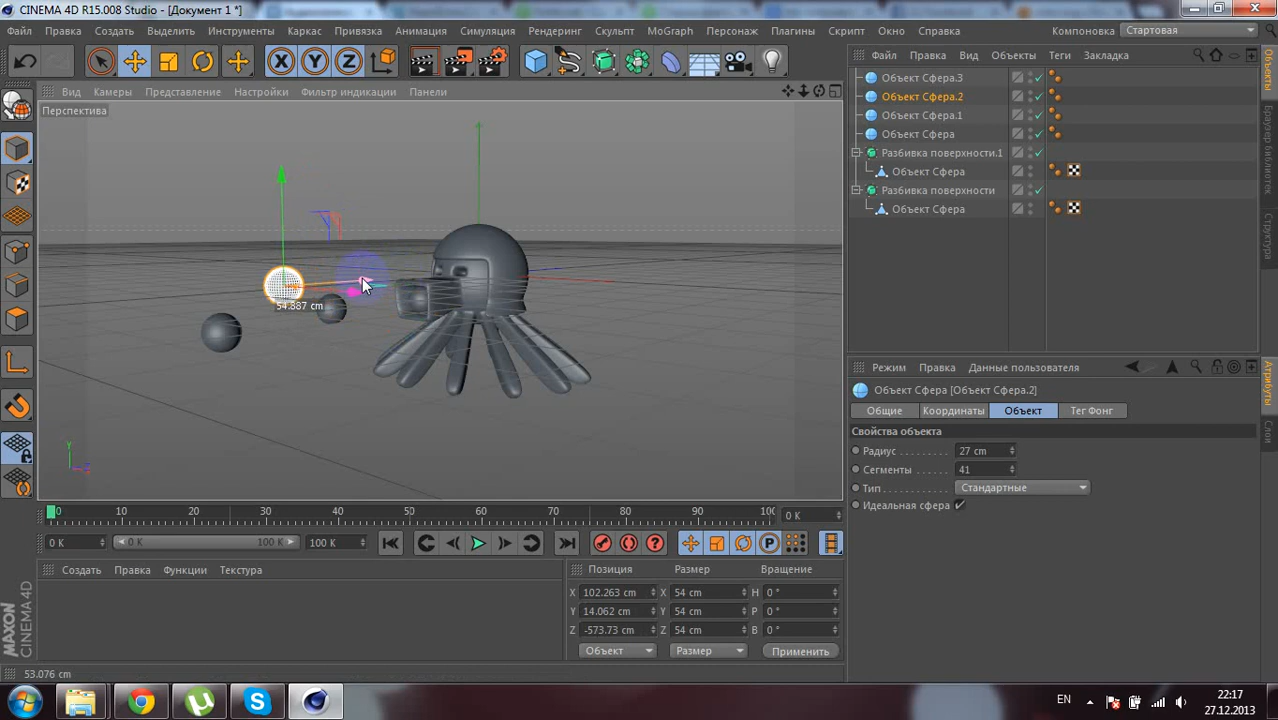 CINEMA 4D R15.008 Studio - [Документ 1 *]
Файл Правка Создать Выделить Инструменты Каркас Привязка Анимация Симуляция Рендеринг Скульпт MoGraph Персонаж Плагины Скрипт Окно Справка Компоновка Стартовая
X Y Z
Файл Правка Вид Объекты Теги Закладка
Вид Камеры Представление Настройки Фильтр индикации Панели
Перспектива
Объект Сфера.3
Объект Сфера.2
Объект Сфера.1
Объект Сфера
Разбивка поверхности.1
Объект Сфера
Разбивка поверхности
Объект Сфера
Объекты
Браузер библиотек
Структура
54.887 cm
Y
Режим Правка Данные пользователя
Объект Сфера [Объект Сфера.2]
Общие Координаты Объект Тег Фонг
Свойства объекта
Радиус 27 cm
Сегменты 41
Тип Стандартные
Идеальная сфера
Атрибуты
Слои
0 10 20 30 40 50 60 70 80 90 0 K
0 K 0 K 100 K 100 K P
Создать Правка Функции Текстура
Позиция Размер Вращение
X 102.263 cm X 54 cm H 0 °
Y 14.062 cm Y 54 cm P 0 °
Z -573.73 cm Z 54 cm B 0 °
Объект Размер Применить
MAXON CINEMA 4D
53.076 cm
EN 22:17
27.12.2013